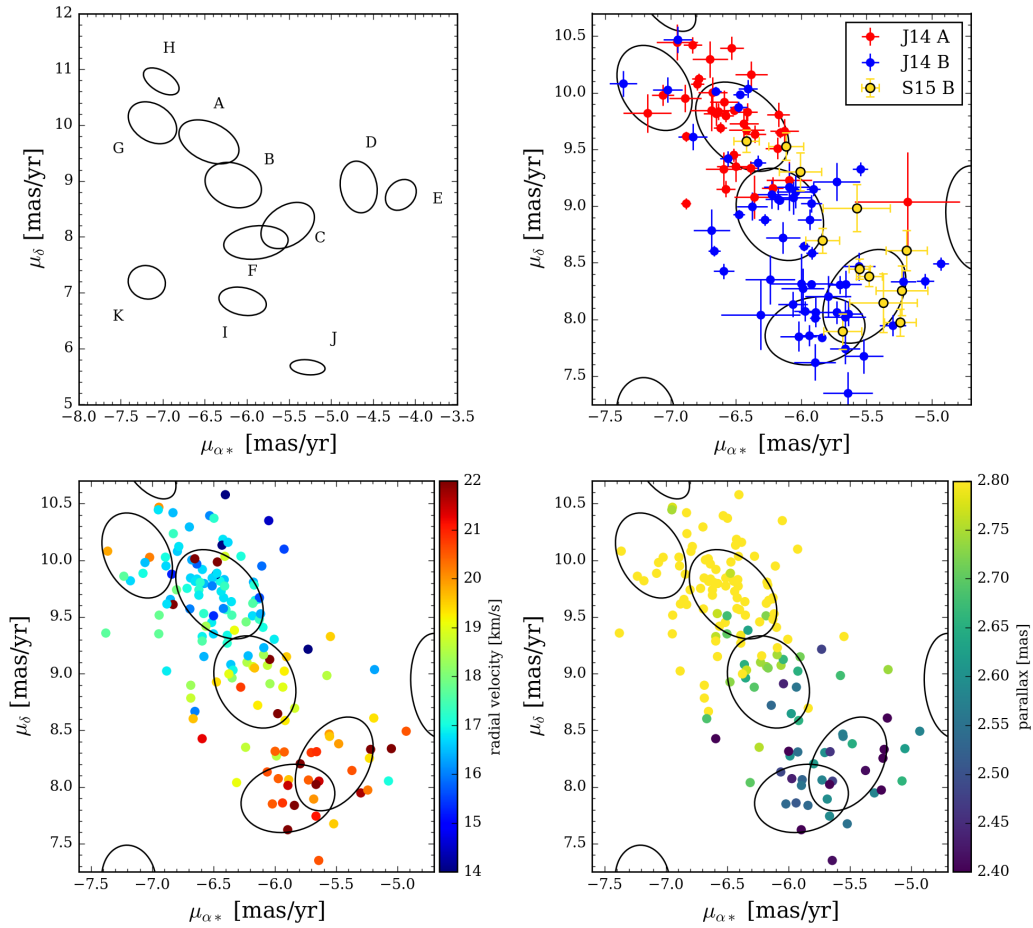 12
11
10
9
8
7
6
5
μδ [mas/yr]
H
A
G
B
D
E
C
F
K
I
J
−8.0 −7.5 −7.0 −6.5 −6.0 −5.5 −5.0 −4.5 −4.0 −3.5
μα∗ [mas/yr]
10.5
10.0
9.5
9.0
8.5
8.0
7.5
μδ [mas/yr]
J14 A
J14 B
S15 B
−7.5 −7.0 −6.5 −6.0 −5.5 −5.0
μα∗ [mas/yr]
10.5
10.0
9.5
9.0
8.5
8.0
7.5
μδ [mas/yr]
−7.5 −7.0 −6.5 −6.0 −5.5 −5.0
μα∗ [mas/yr]
22
21
20
19
18
17
16
15
14
radial velocity [km/s]
10.5
10.0
9.5
9.0
8.5
8.0
7.5
μδ [mas/yr]
−7.5 −7.0 −6.5 −6.0 −5.5 −5.0
μα∗ [mas/yr]
2.80
2.75
2.70
2.65
2.60
2.55
2.50
2.45
2.40
parallax [mas]